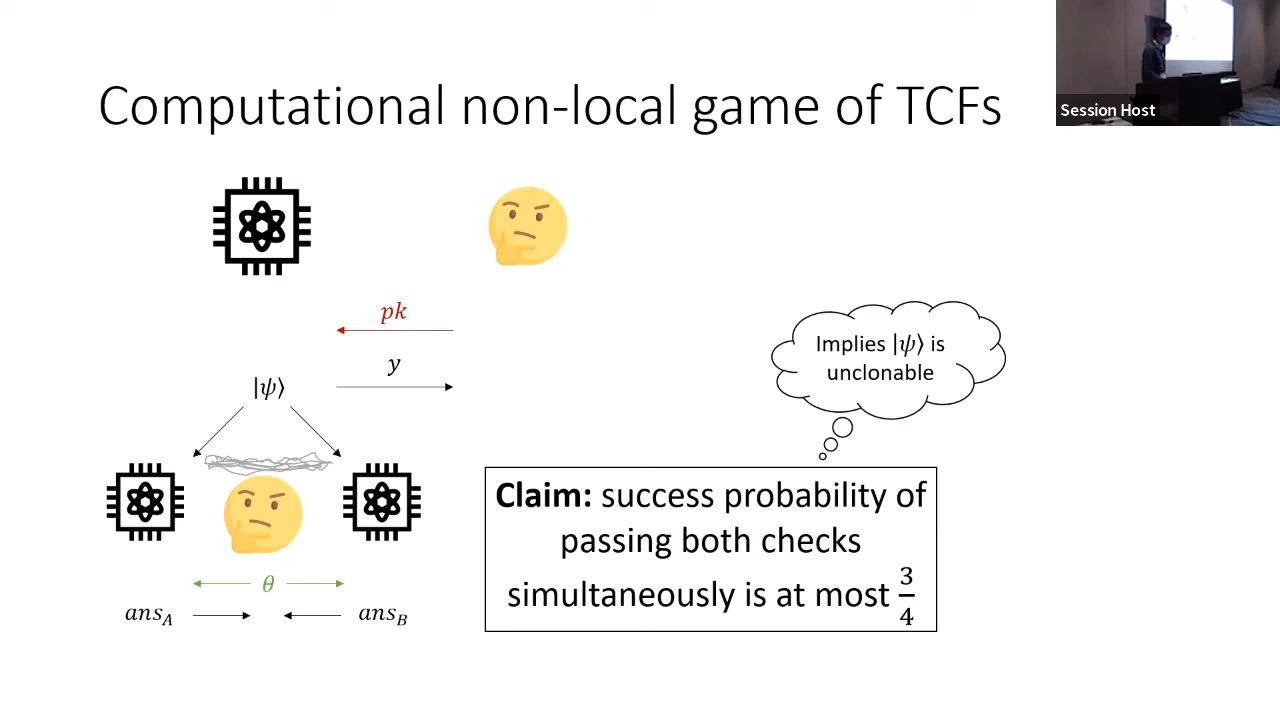 Computational non-local game of TCFs
Session Host
pk
y
|ψ⟩
Implies |ψ⟩ is
unclonable
Claim: success probability of
passing both checks
simultaneously is at most 3/4
θ
ans_A
ans_B